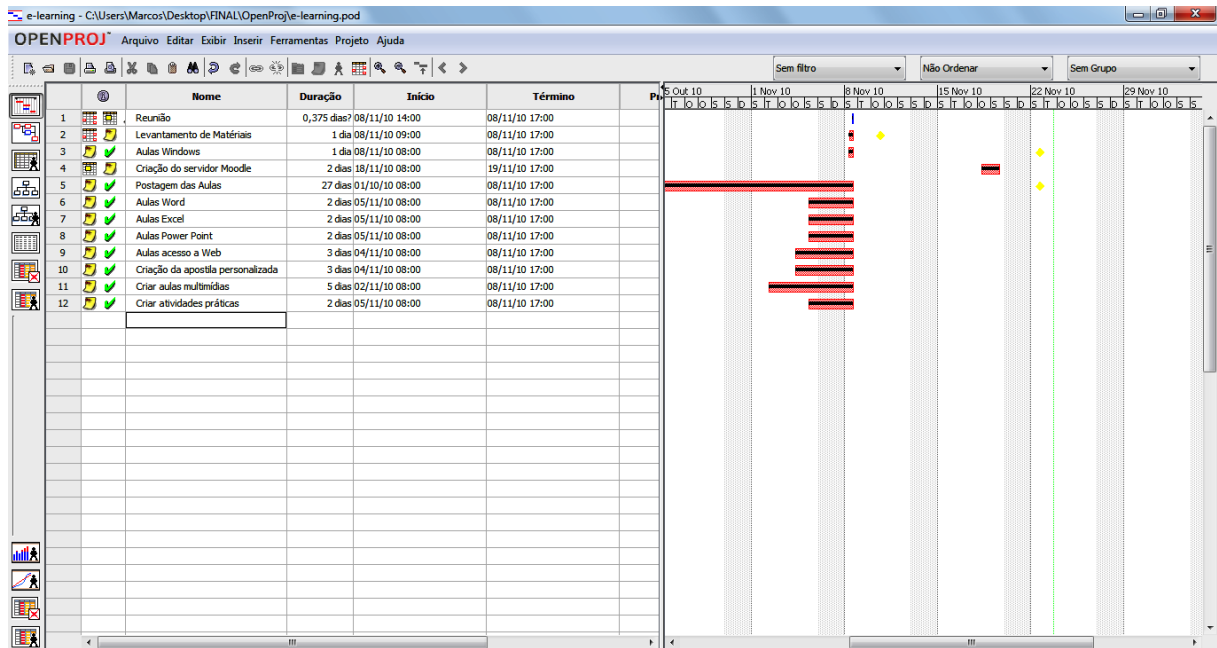 e-learning - C:\Users\Marcos\Desktop\FINAL\OpenProj\e-learning.pod
OPENPROJ Arquivo Editar Exibir Inserir Ferramentas Projeto Ajuda
Sem filtro Não Ordenar Sem Grupo
Nome Duração Início Término
5 Out 10 1 Nov 10 8 Nov 10 15 Nov 10 22 Nov 10 29 Nov 10
T Q Q S S D S T Q Q S S D S T Q Q S S D S T Q Q S S D S T Q Q S S D S T Q Q S S
1 Reunião 0,375 dias? 08/11/10 14:00 08/11/10 17:00
2 Levantamento de Matériais 1 dia 08/11/10 09:00 08/11/10 17:00
3 Aulas Windows 1 dia 08/11/10 08:00 08/11/10 17:00
4 Criação do servidor Moodle 2 dias 18/11/10 08:00 19/11/10 17:00
5 Postagem das Aulas 27 dias 01/10/10 08:00 08/11/10 17:00
6 Aulas Word 2 dias 05/11/10 08:00 08/11/10 17:00
7 Aulas Excel 2 dias 05/11/10 08:00 08/11/10 17:00
8 Aulas Power Point 2 dias 05/11/10 08:00 08/11/10 17:00
9 Aulas acesso a Web 3 dias 04/11/10 08:00 08/11/10 17:00
10 Criação da apostila personalizada 3 dias 04/11/10 08:00 08/11/10 17:00
11 Criar aulas multimídias 5 dias 02/11/10 08:00 08/11/10 17:00
12 Criar atividades práticas 2 dias 05/11/10 08:00 08/11/10 17:00